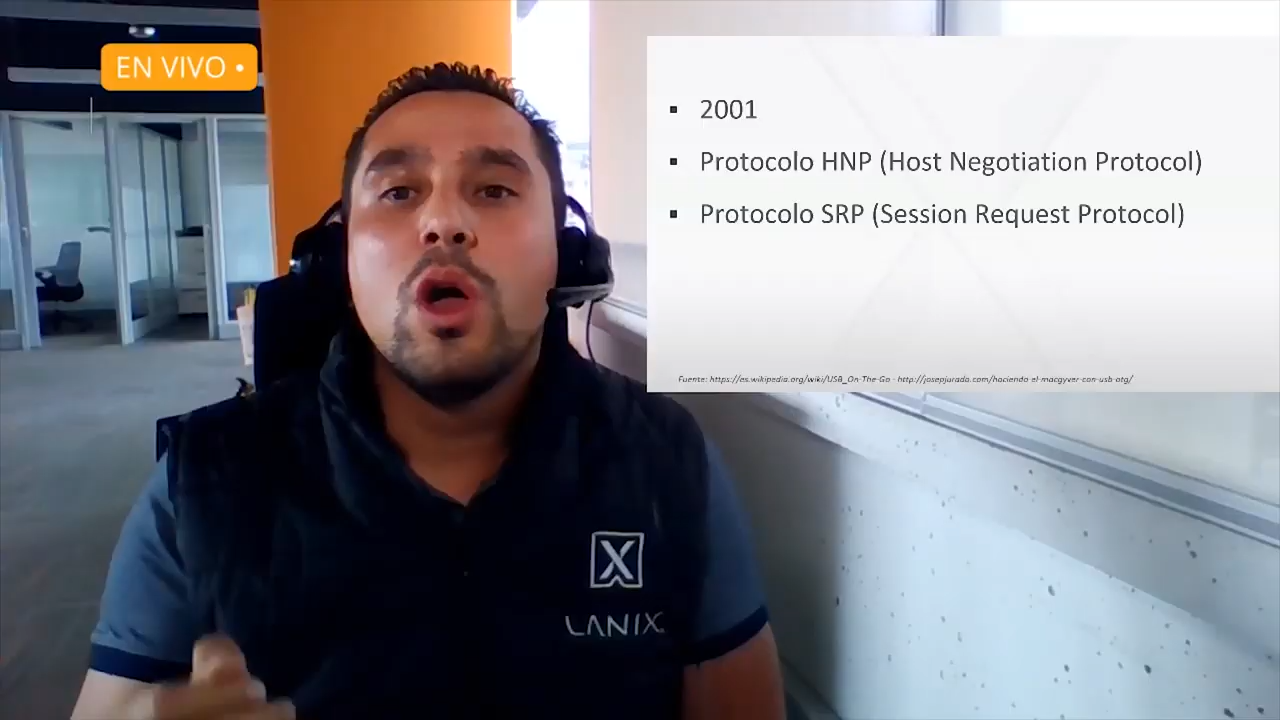 EN VIVO •
▪ 2001
▪ Protocolo HNP (Host Negotiation Protocol)
▪ Protocolo SRP (Session Request Protocol)
Fuente: https://es.wikipedia.org/wiki/USB_On-The-Go - http://josepjurado.com/haciendo-el-macgyver-con-usb-otg/
X
LANIX